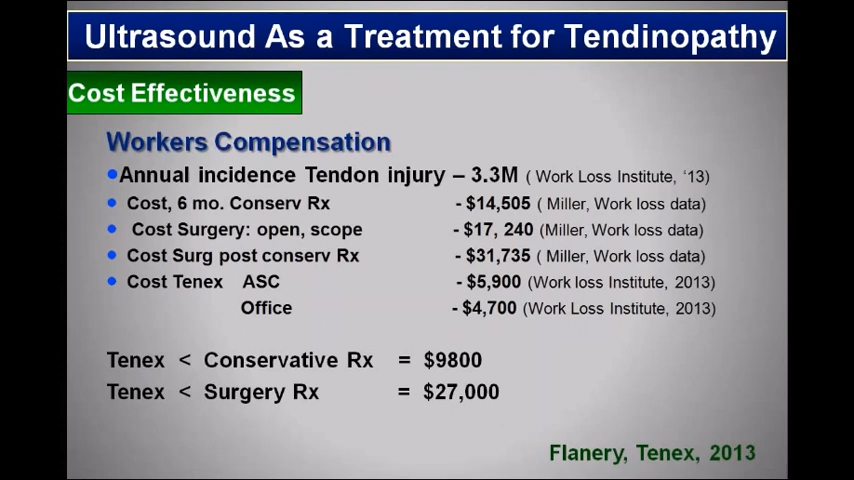 Ultrasound As a Treatment for Tendinopathy
Cost Effectiveness
Workers Compensation
•Annual incidence Tendon injury – 3.3M ( Work Loss Institute, ‘13)
• Cost, 6 mo. Conserv Rx - $14,505 ( Miller, Work loss data)
• Cost Surgery: open, scope - $17, 240 (Miller, Work loss data)
• Cost Surg post conserv Rx - $31,735 ( Miller, Work loss data)
• Cost Tenex ASC - $5,900 (Work loss Institute, 2013)
Office - $4,700 (Work Loss Institute, 2013)
Tenex < Conservative Rx = $9800
Tenex < Surgery Rx = $27,000
Flanery, Tenex, 2013